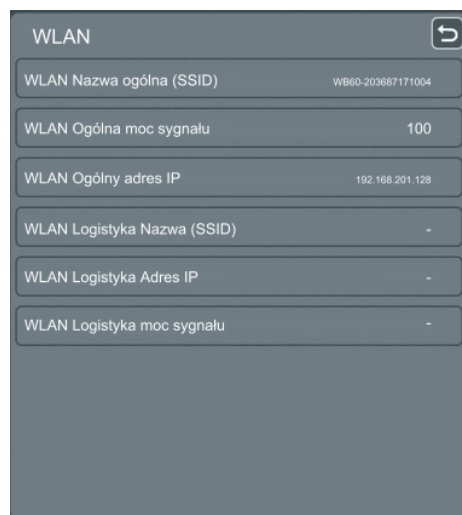 WLAN
WLAN Nazwa ogólna (SSID) WB60-203687171004
WLAN Ogólna moc sygnału 100
WLAN Ogólny adres IP 192.168.201.128
WLAN Logistyka Nazwa (SSID) -
WLAN Logistyka Adres IP -
WLAN Logistyka moc sygnału -